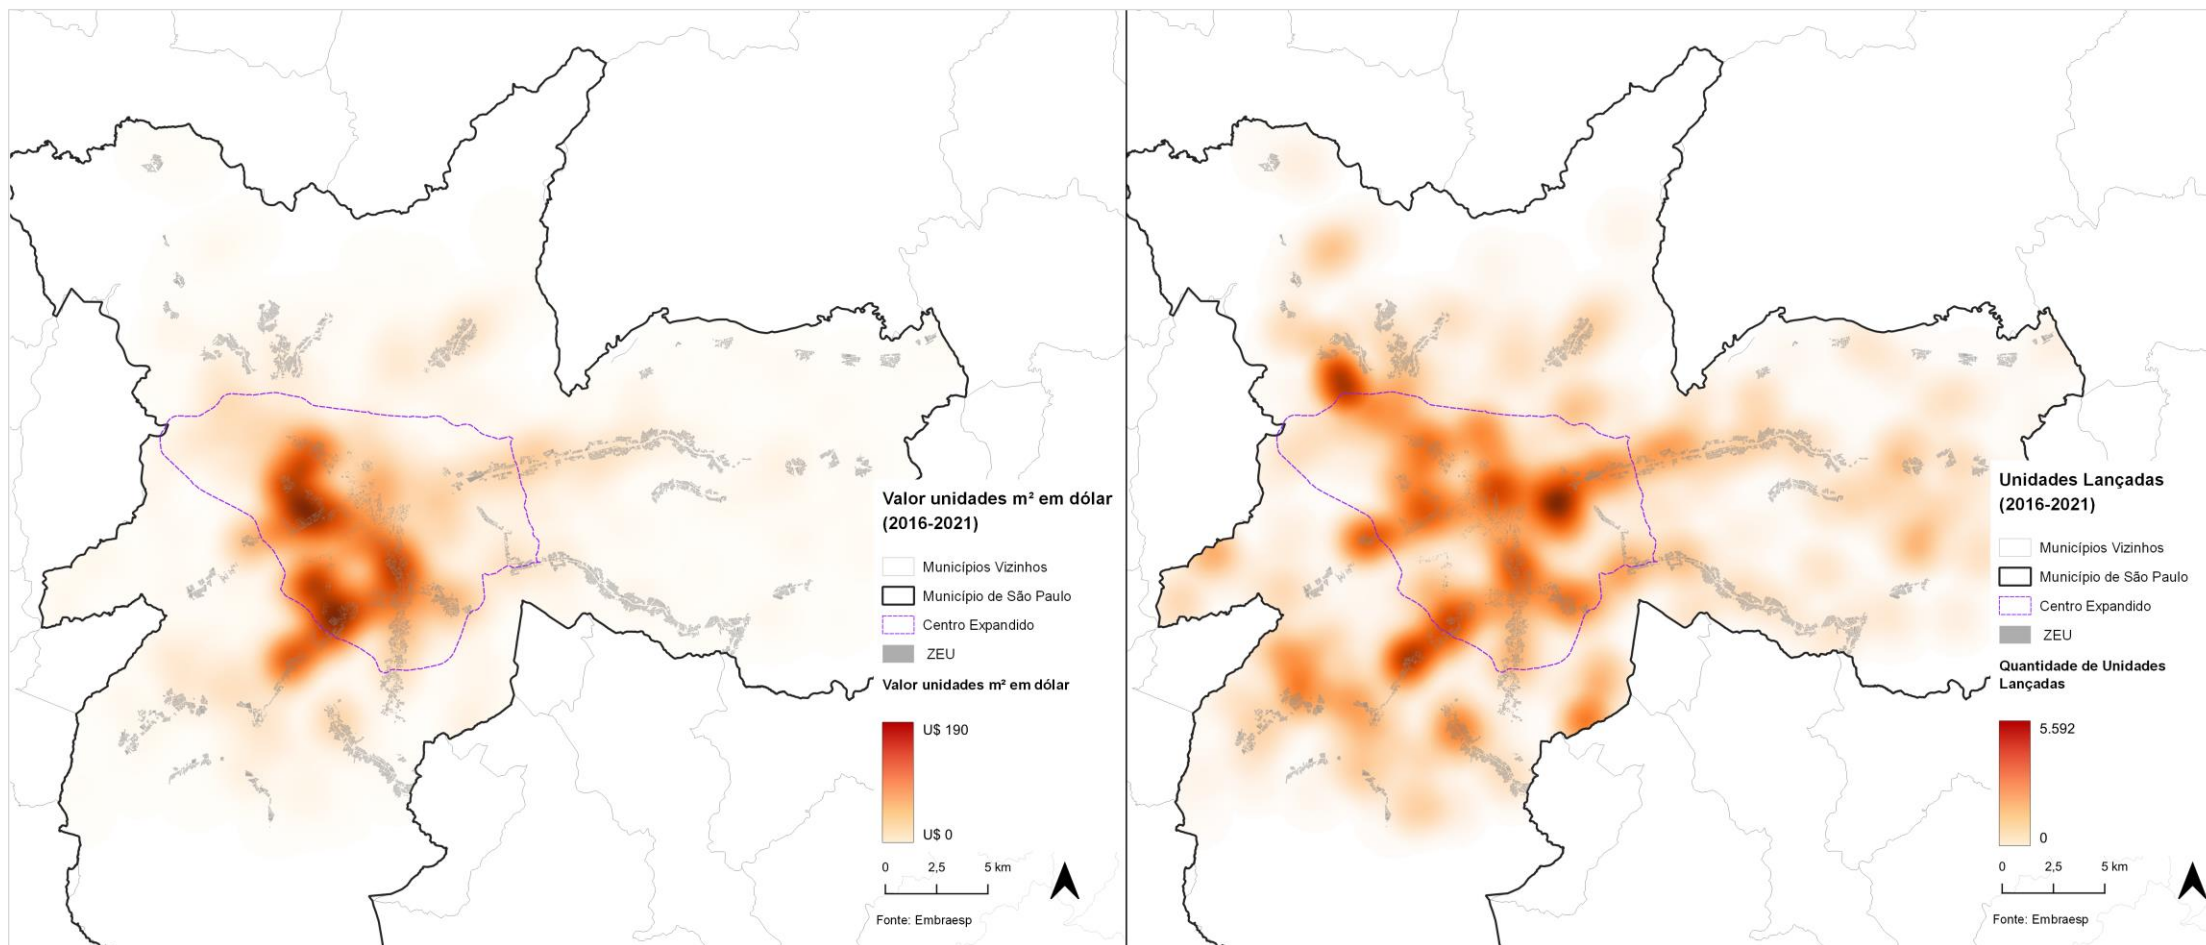 Valor unidades m² em dólar
(2016-2021)
Municípios Vizinhos
Município de São Paulo
Centro Expandido
ZEU
Valor unidades m² em dólar
U$ 190
U$ 0
0 2,5 5 km
Fonte: Embraesp
Unidades Lançadas
(2016-2021)
Municípios Vizinhos
Município de São Paulo
Centro Expandido
ZEU
Quantidade de Unidades
Lançadas
5.592
0
0 2,5 5 km
Fonte: Embraesp